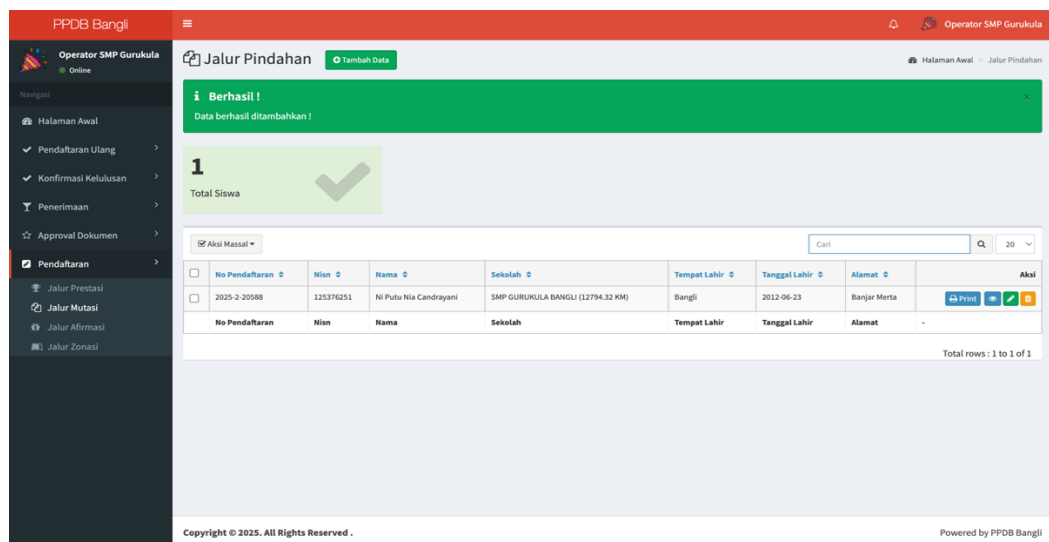 PPDB Bangli
Operator SMP Gurukula
Operator SMP Gurukula
Online
Navigasi
Halaman Awal
Pendaftaran Ulang
Konfirmasi Kelulusan
Penerimaan
Approval Dokumen
Pendaftaran
Jalur Prestasi
Jalur Mutasi
Jalur Afirmasi
Jalur Zonasi
Jalur Pindahan Tambah Data
Halaman Awal > Jalur Pindahan
Berhasil !
Data berhasil ditambahkan !
1
Total Siswa
Aksi Massal Cari 20
No Pendaftaran Nisn Nama Sekolah Tempat Lahir Tanggal Lahir Alamat Aksi
2025-2-20588 125376251 Ni Putu Nia Candrayani SMP GURUKULA BANGLI (12794.32 KM) Bangli 2012-06-23 Banjar Merta Print
No Pendaftaran Nisn Nama Sekolah Tempat Lahir Tanggal Lahir Alamat -
Total rows : 1 to 1 of 1
Copyright © 2025. All Rights Reserved . Powered by PPDB Bangli